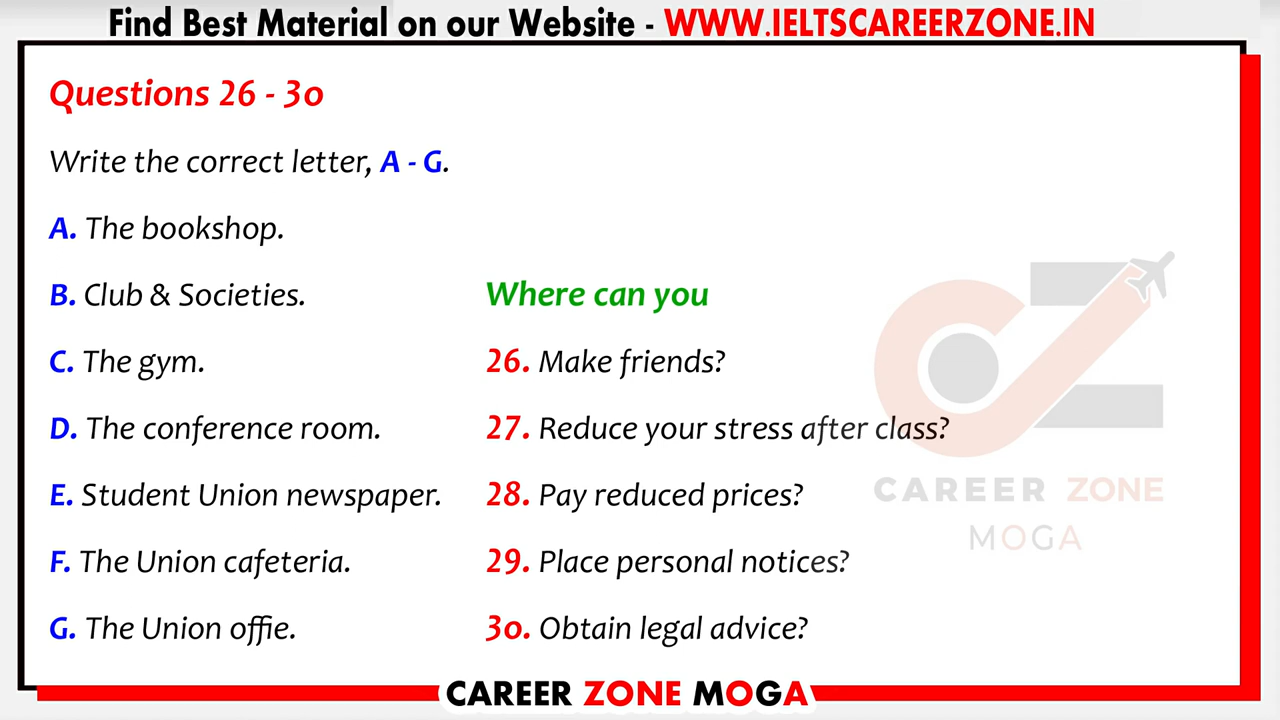 Find Best Material on our Website - WWW.IELTSCAREERZONE.IN
Questions 26 - 30
Write the correct letter, A - G.
A. The bookshop.
B. Club & Societies.
C. The gym.
D. The conference room.
E. Student Union newspaper.
F. The Union cafeteria.
G. The Union offie.
Where can you
26. Make friends?
27. Reduce your stress after class?
28. Pay reduced prices?
29. Place personal notices?
30. Obtain legal advice?
CAREER ZONE
MOGA
CAREER ZONE MOGA